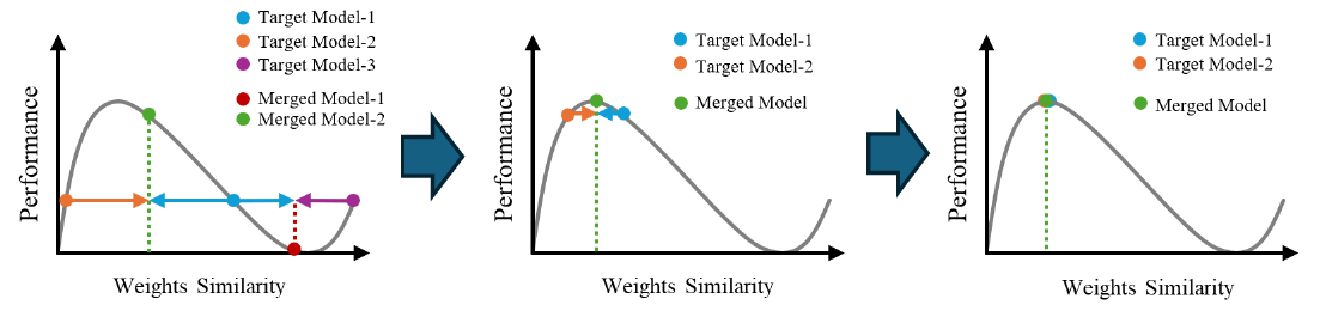 Target Model-1
Target Model-2
Target Model-3
Merged Model-1
Merged Model-2
Performance
Weights Similarity
Target Model-1
Target Model-2
Merged Model
Performance
Weights Similarity
Target Model-1
Target Model-2
Merged Model
Performance
Weights Similarity